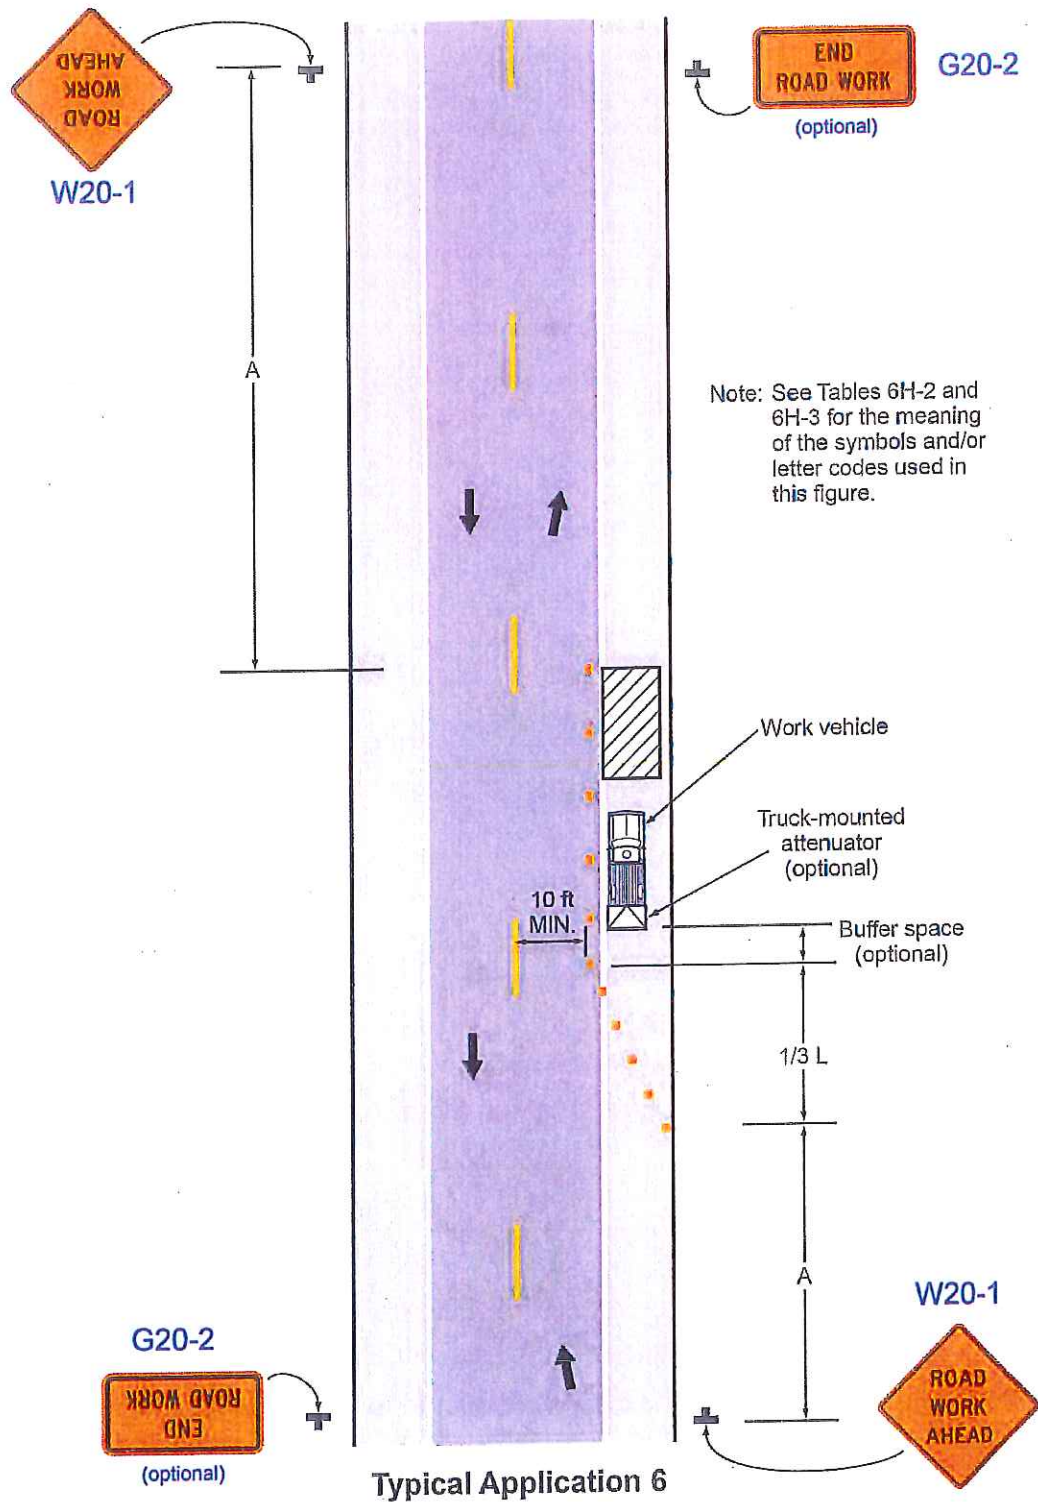 ROAD
WORK
AHEAD
W20-1
END
ROAD WORK
G20-2
(optional)
A
Note: See Tables 6H-2 and
6H-3 for the meaning
of the symbols and/or
letter codes used in
this figure.
Work vehicle
Truck-mounted
attenuator
(optional)
10 ft
MIN.
Buffer space
(optional)
1/3 L
A
W20-1
ROAD
WORK
AHEAD
G20-2
END
ROAD WORK
(optional)
Typical Application 6